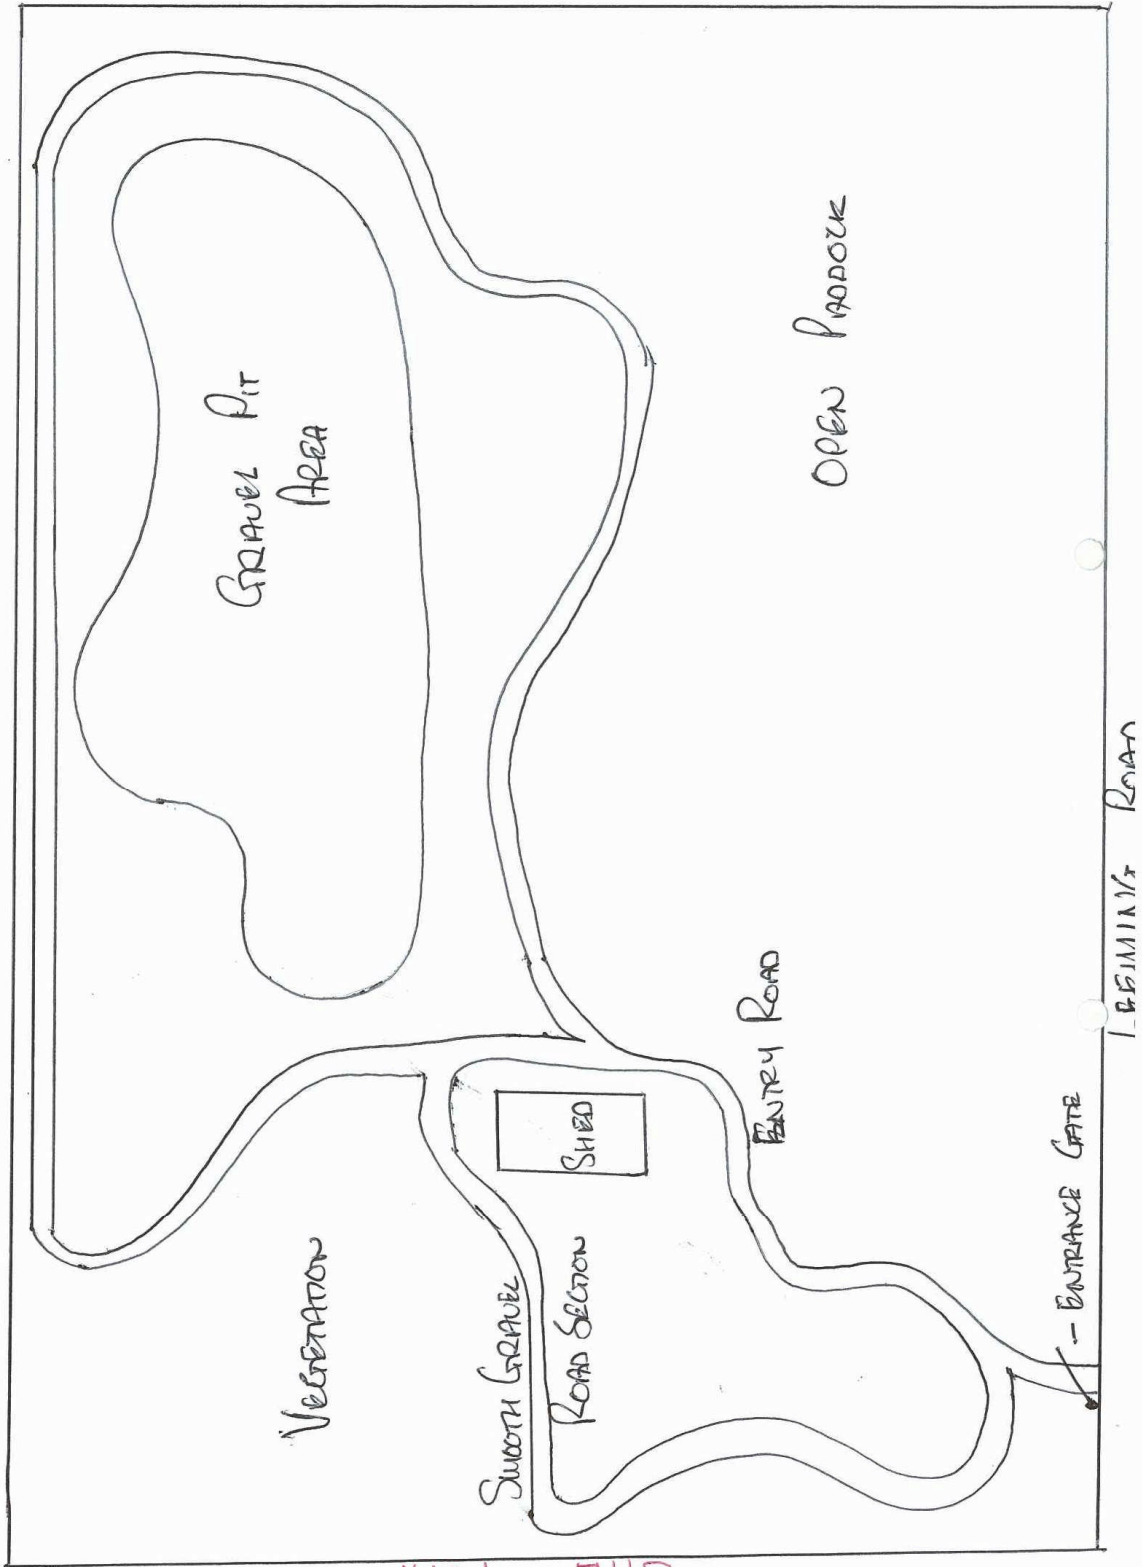 GRAVEL PIT
AREA
OPEN PADDOCK
VEGETATION
SMOOTH GRAVEL
ROAD SECTION
SHED
ENTRY ROAD
- ENTRANCE GATE
ROAD